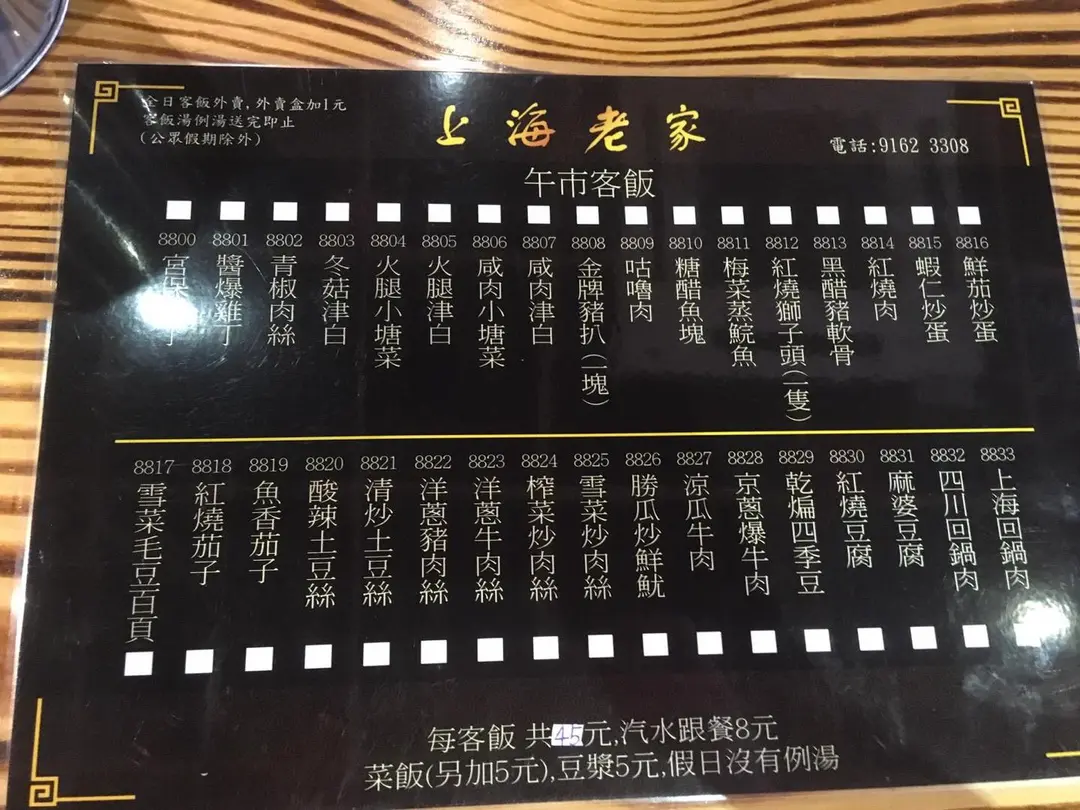 全日客飯外賣,外賣盒加1元
客飯湯例湯送完即止
(公眾假期除外)
上海老家
電話:9162 3308
午市客飯
8800 宮保雞丁
8801 醬爆雞丁
8802 青椒肉絲
8803 冬菇津白
8804 火腿小塘菜
8805 火腿津白
8806 咸肉小塘菜
8807 咸肉津白
8808 金牌豬扒(一塊)
8809 咕嚕肉
8810 糖醋魚塊
8811 梅菜蒸鯇魚
8812 紅燒獅子頭(一隻)
8813 黑醋豬軟骨
8814 紅燒肉
8815 蝦仁炒蛋
8816 鮮茄炒蛋
8817 雪菜毛豆百頁
8818 紅燒茄子
8819 魚香茄子
8820 酸辣土豆絲
8821 清炒土豆絲
8822 洋蔥豬肉絲
8823 洋蔥牛肉絲
8824 榨菜炒肉絲
8825 雪菜炒肉絲
8826 勝瓜炒鮮魷
8827 涼瓜牛肉
8828 京蔥爆牛肉
8829 乾煸四季豆
8830 紅燒豆腐
8831 麻婆豆腐
8832 四川回鍋肉
8833 上海回鍋肉
每客飯 共45元,汽水跟餐8元
菜飯(另加5元),豆漿5元,假日沒有例湯